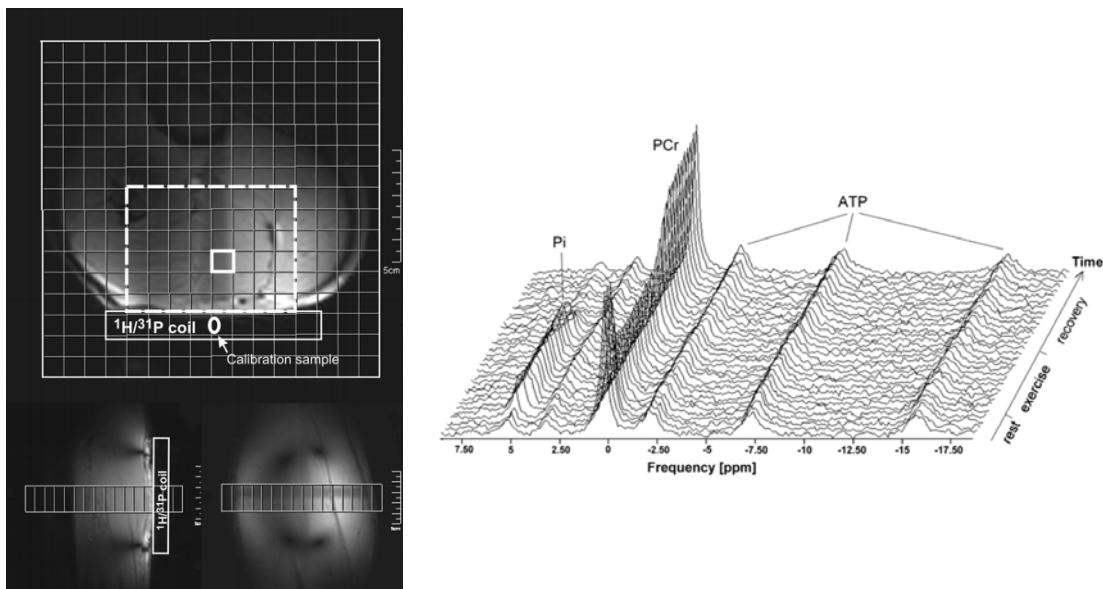 5cm
¹H/³¹P coil
Calibration sample
¹H/³¹P coil
PCr
ATP
Pi
Time
recovery
exercise
rest
7.50 5 2.50 0 -2.50 -5 -7.50 -10 -12.50 -15 -17.50
Frequency [ppm]